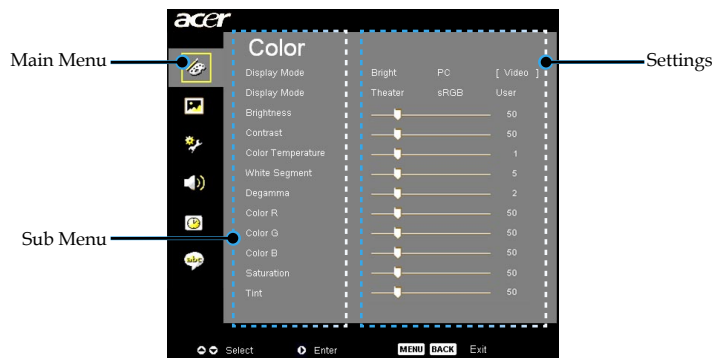 acer
Color
Main Menu
Settings
Display Mode Bright PC [ Video ]
Display Mode Theater sRGB User
Brightness 50
Contrast 50
Color Temperature 1
White Segment 5
Degamma 2
Color R 50
Color G 50
Sub Menu
Color B 50
Saturation 50
Tint 50
abc
Select Enter MENU BACK Exit